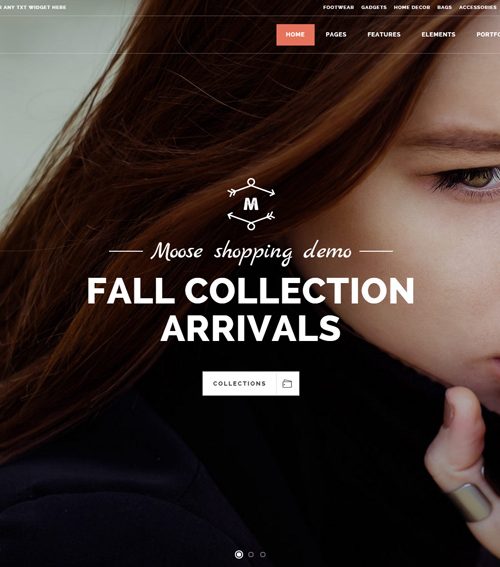 ANY TXT WIDGET HERE
FOOTWEAR GADGETS HOME DECOR BAGS ACCESSORIES
HOME PAGES FEATURES ELEMENTS PORTFO
M
Moose shopping demo
FALL COLLECTION
ARRIVALS
COLLECTIONS